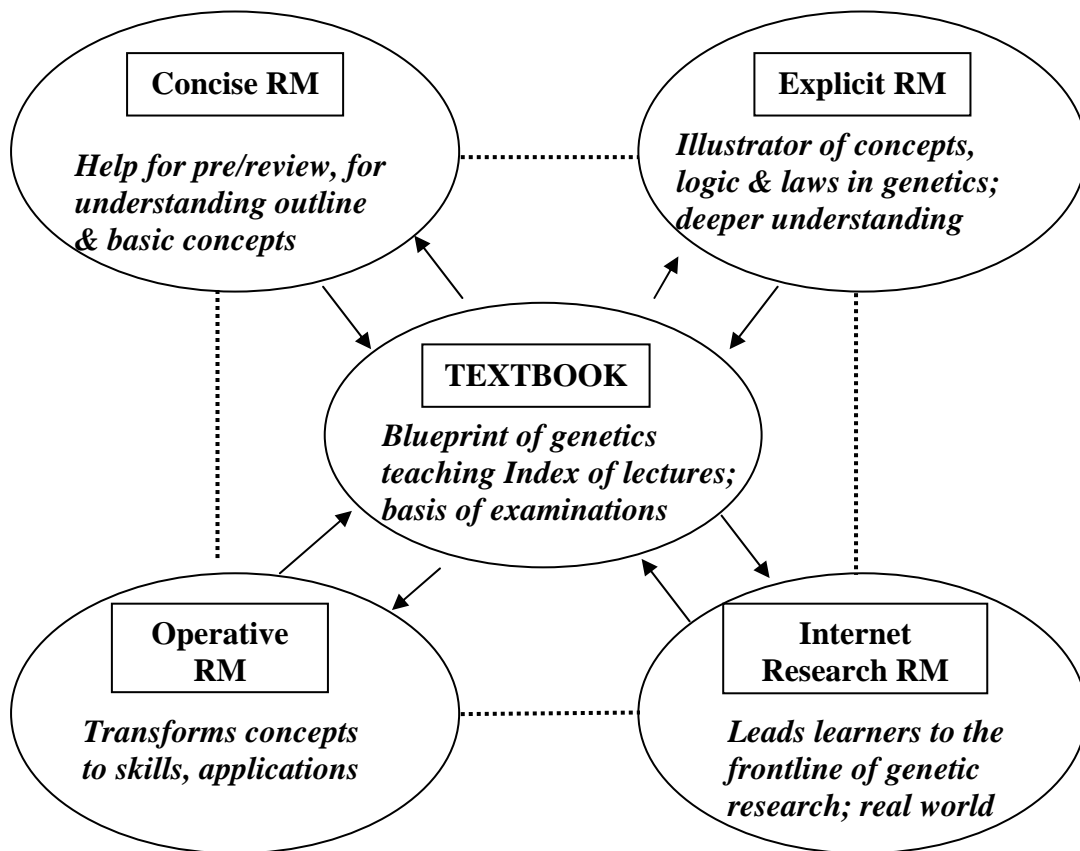 Concise RM
Help for pre/review, for
understanding outline
& basic concepts
Explicit RM
Illustrator of concepts,
logic & laws in genetics;
deeper understanding
TEXTBOOK
Blueprint of genetics
teaching Index of lectures;
basis of examinations
Operative
RM
Transforms concepts
to skills, applications
Internet
Research RM
Leads learners to the
frontline of genetic
research; real world